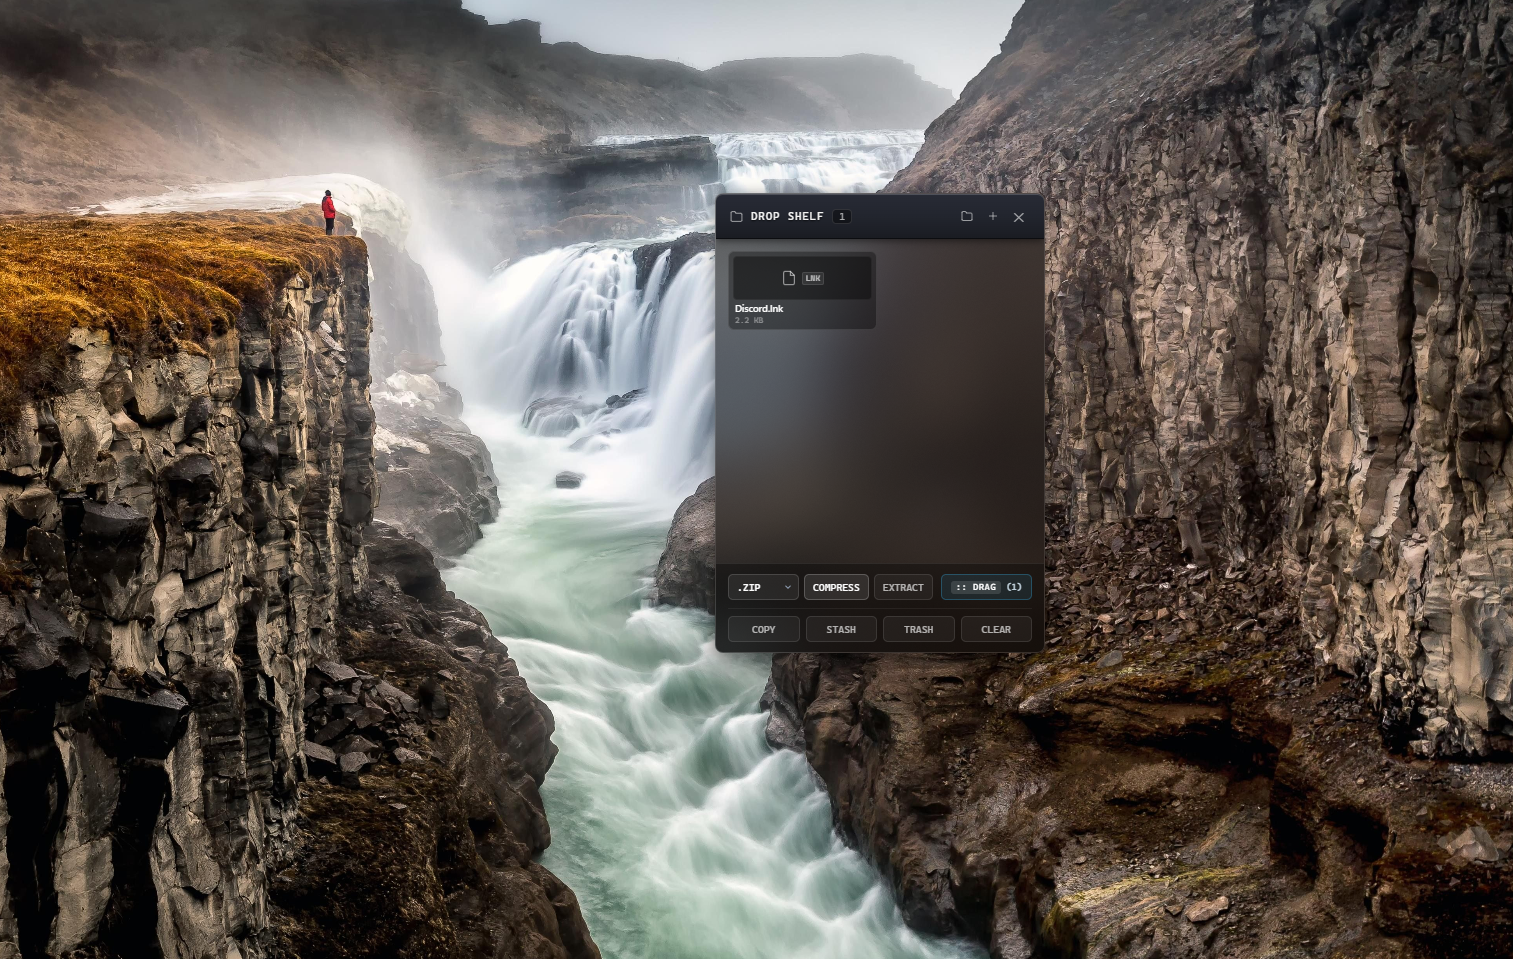 DROP SHELF 1
LNK
Discord.lnk
2.2 KB
.ZIP COMPRESS EXTRACT :: DRAG (1)
COPY STASH TRASH CLEAR